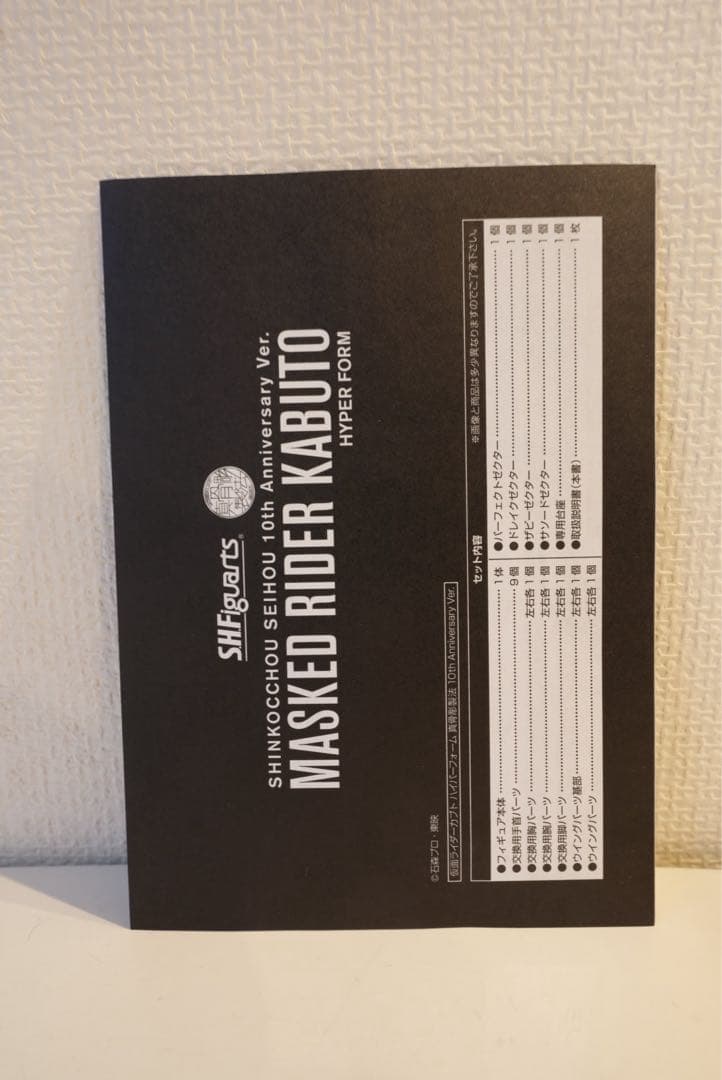 S.H.Figuarts®
真骨彫製法
SHINKOCCHOU SEIHOU 10th Anniversary Ver.
MASKED RIDER KABUTO
HYPER FORM
©石森プロ・東映
仮面ライダーカブト ハイパーフォーム 真骨彫製法 10th Anniversary Ver.
セット内容
※画像と商品は多少異なりますのでご了承下さい。
●フィギュア本体 1体
●交換用手首パーツ 9個
●交換用胸パーツ 左右各1個
●交換用腕パーツ 左右各1個
●交換用脚パーツ 左右各1個
●ウイングパーツ基部 左右各1個
●ウイングパーツ 左右各1個
●パーフェクトゼクター 1個
●ドレイクゼクター 1個
●ザビーゼクター 1個
●サソードゼクター 1個
●専用台座 1個
●取扱説明書(本書) 1枚